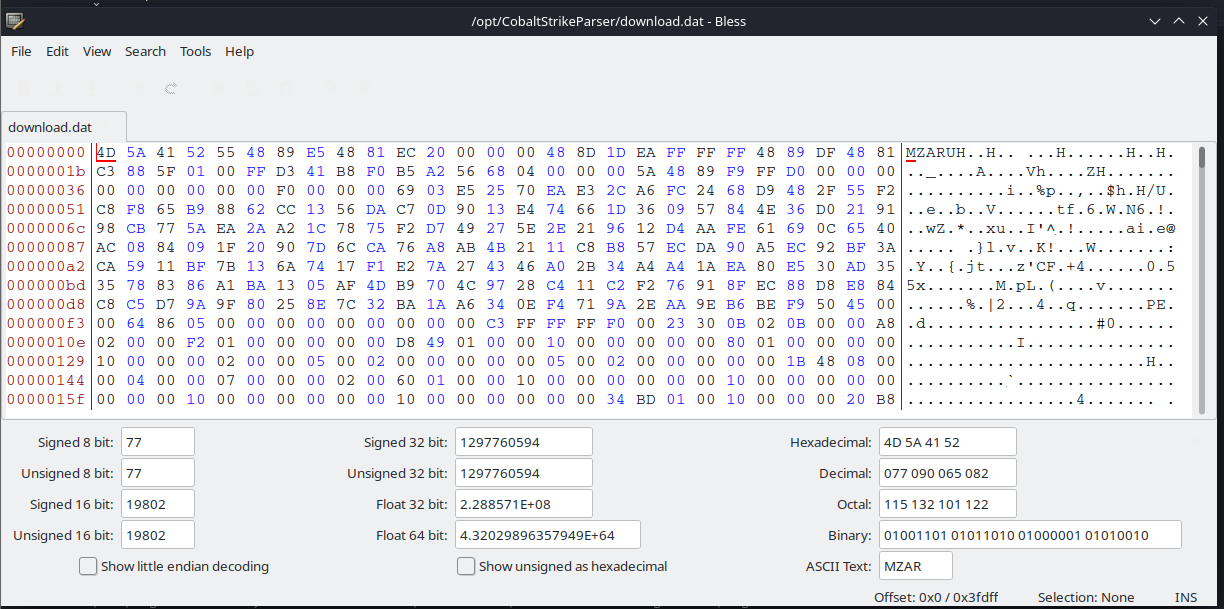 /opt/CobaltStrikeParser/download.dat - Bless
File Edit View Search Tools Help
download.dat
00000000 4D 5A 41 52 55 48 89 E5 48 81 EC 20 00 00 00 48 8D 1D EA FF FF FF 48 89 DF 48 81 MZARUH..H.. ...H......H..H.
0000001b C3 88 5F 01 00 FF D3 41 B8 F0 B5 A2 56 68 04 00 00 00 5A 48 89 F9 FF D0 00 00 00 .._....A....Vh....ZH.......
00000036 00 00 00 00 00 00 F0 00 00 00 69 03 E5 25 70 EA E3 2C A6 FC 24 68 D9 48 2F 55 F2 ..........i..%p..,..$h.H/U.
00000051 C8 F8 65 B9 88 62 CC 13 56 DA C7 0D 90 13 E4 74 66 1D 36 09 57 84 4E 36 D0 21 91 ..e..b..V......tf.6.W.N6.!.
0000006c 98 CB 77 5A EA 2A A2 1C 78 75 F2 D7 49 27 5E 2E 21 96 12 D4 AA FE 61 69 0C 65 40 ..wZ.*..xu..I'^.!.....ai.e@
00000087 AC 08 84 09 1F 20 90 7D 6C CA 76 A8 AB 4B 21 11 C8 B8 57 EC DA 90 A5 EC 92 BF 3A ..... .}l.v..K!...W.......:
000000a2 CA 59 11 BF 7B 13 6A 74 17 F1 E2 7A 27 43 46 A0 02 2B 34 A4 A4 1A EA 80 E5 30 AD 35 .Y..{.jt...z'CF.+4......0.5
000000bd 35 78 83 86 A1 BA 13 05 AF 4D B9 70 4C 97 28 C4 11 C2 F2 76 91 8F EC 88 D8 E8 84 5x.......M.pL.(....v.......
000000d8 C8 C5 D7 9A 9F 80 25 8E 7C 32 BA 1A A6 34 0E F4 71 9A 2E AA 9E B6 BE F9 50 45 00 ......%.|2...4..q.......PE.
000000f3 00 64 86 05 00 00 00 00 00 00 00 00 00 C3 FF FF FF F0 00 23 30 0B 02 0B 00 00 A8 .d.................#0......
0000010e 02 00 00 F2 01 00 00 00 00 00 D8 49 01 00 00 10 00 00 00 00 00 80 01 00 00 00 00 ...........I...............
00000129 10 00 00 00 02 00 00 05 00 02 00 00 00 00 00 05 00 02 00 00 00 00 00 1B 48 08 00 ........................H..
00000144 00 04 00 00 07 00 00 00 02 00 60 01 00 00 10 00 00 00 00 00 00 10 00 00 00 00 00 ..........`................
0000015f 00 00 00 10 00 00 00 00 00 00 10 00 00 00 00 00 00 34 BD 01 00 10 00 00 00 20 B8 .................4....... .
Signed 8 bit: 77 Signed 32 bit: 1297760594 Hexadecimal: 4D 5A 41 52
Unsigned 8 bit: 77 Unsigned 32 bit: 1297760594 Decimal: 077 090 065 082
Signed 16 bit: 19802 Float 32 bit: 2.288571E+08 Octal: 115 132 101 122
Unsigned 16 bit: 19802 Float 64 bit: 4.32029896357949E+64 Binary: 01001101 01011010 01000001 01010010
Show little endian decoding Show unsigned as hexadecimal ASCII Text: MZAR
Offset: 0x0 / 0x3fdff Selection: None INS